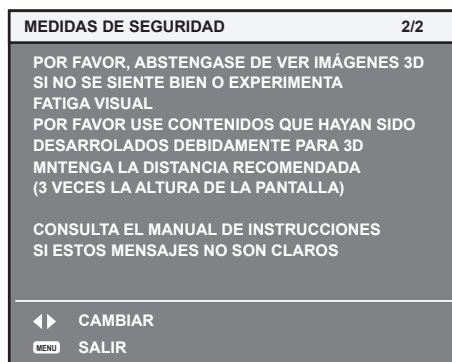 MEDIDAS DE SEGURIDAD 2/2
POR FAVOR, ABSTENGASE DE VER IMÁGENES 3D
SI NO SE SIENTE BIEN O EXPERIMENTA
FATIGA VISUAL
POR FAVOR USE CONTENIDOS QUE HAYAN SIDO
DESARROLADOS DEBIDAMENTE PARA 3D
MNTENGA LA DISTANCIA RECOMENDADA
(3 VECES LA ALTURA DE LA PANTALLA)
CONSULTA EL MANUAL DE INSTRUCCIONES
SI ESTOS MENSAJES NO SON CLAROS
CAMBIAR
MENU SALIR